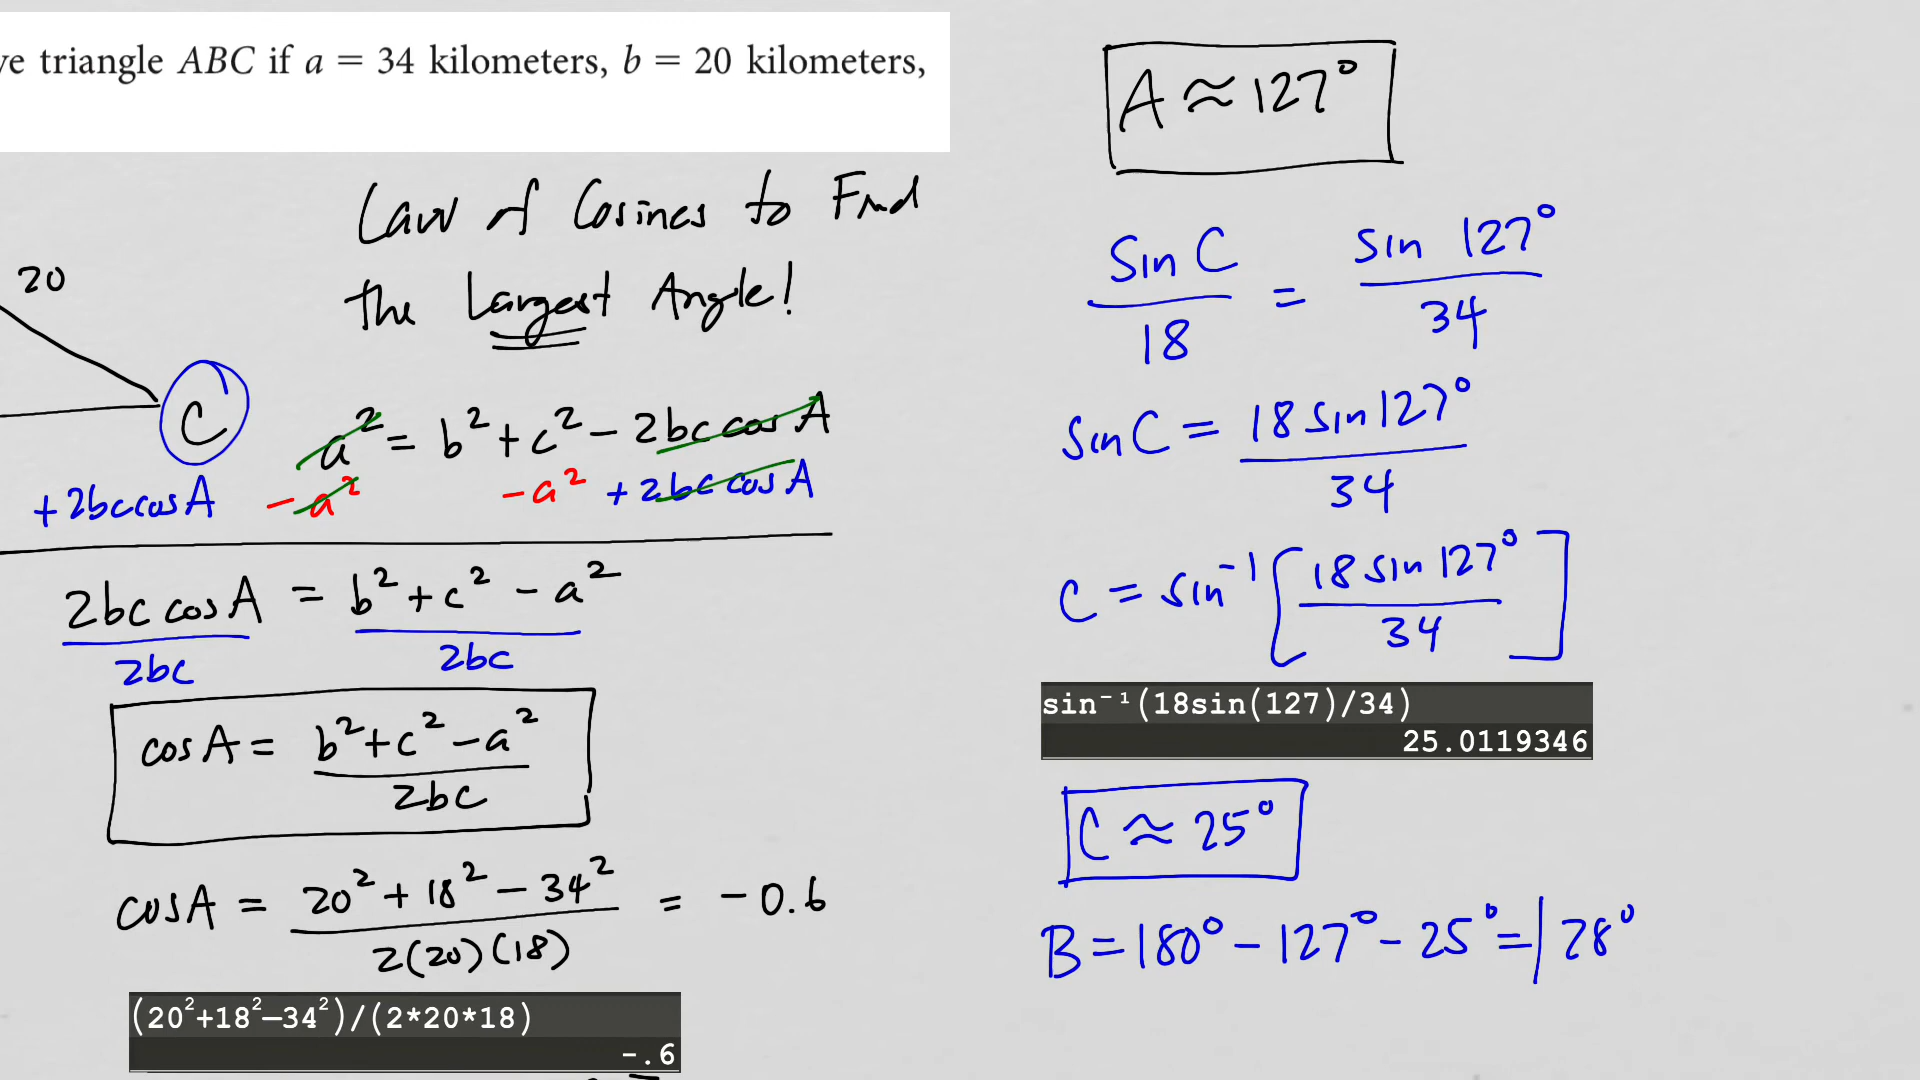 ve triangle ABC if a = 34 kilometers, b = 20 kilometers,
Law of Cosines to Find
the Largest Angle!
20
C
a² = b² + c² − 2bc cos A
+2bc cos A − a² − a² + 2bc cos A
2bc cos A = b² + c² − a²
2bc 2bc
cos A = b² + c² − a²
2bc
cos A = 20² + 18² − 34² = −0.6
2(20)(18)
(20²+18²−34²)/(2*20*18)
-.6
A ≈ 127°
Sin C = sin 127°
18 34
sin C = 18 sin 127°
34
C = sin⁻¹ [18 sin 127°]
34
sin⁻¹(18sin(127)/34)
25.0119346
C ≈ 25°
B = 180° − 127° − 25° = 28°